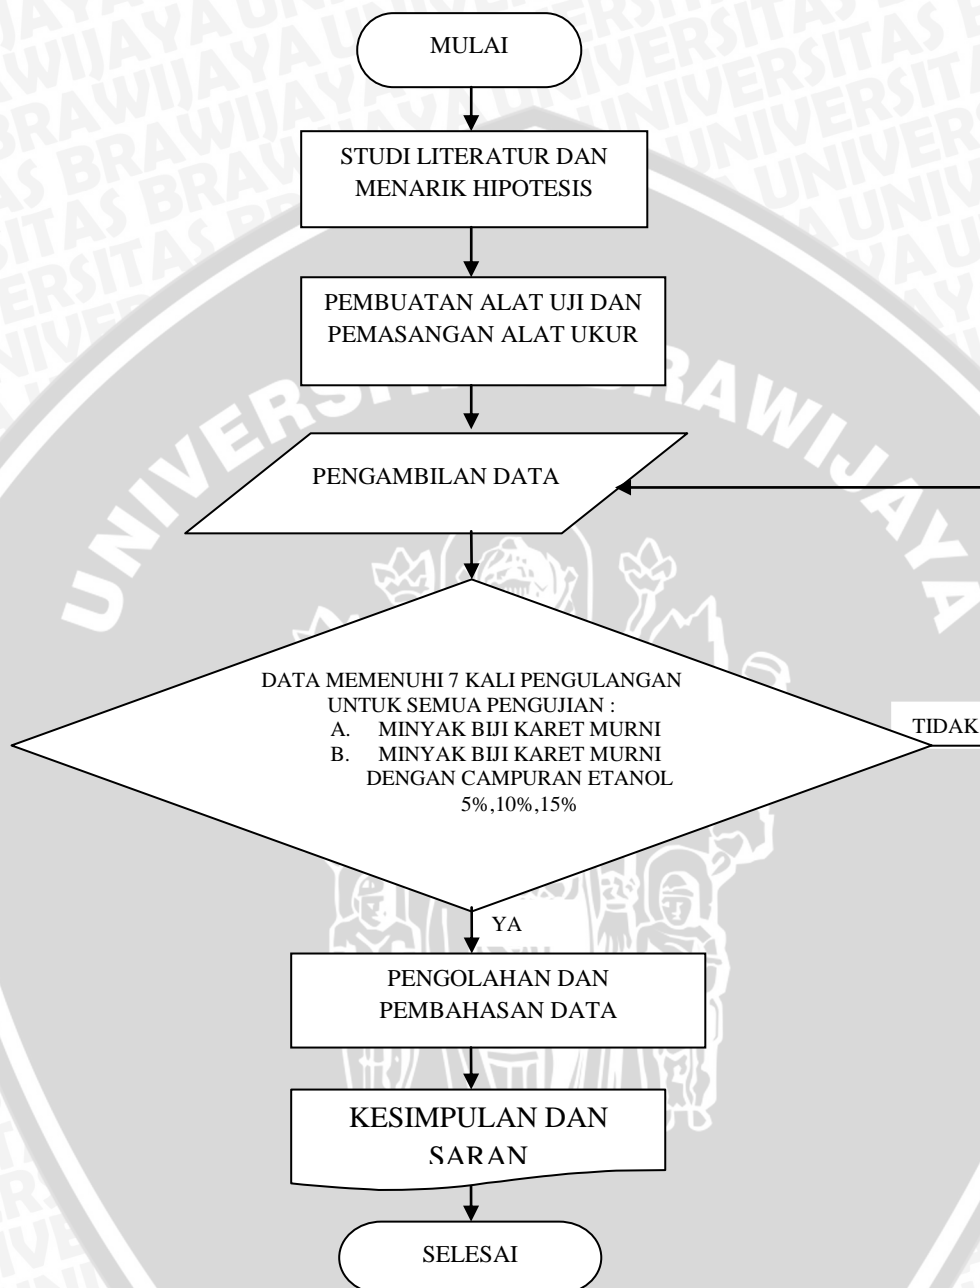 MULAI
STUDI LITERATUR DAN
MENARIK HIPOTESIS
PEMBUATAN ALAT UJI DAN
PEMASANGAN ALAT UKUR
UNIVERSITAS BRAWIJAYA
PENGAMBILAN DATA
DATA MEMENUHI 7 KALI PENGULANGAN
UNTUK SEMUA PENGUJIAN :
A. MINYAK BIJI KARET MURNI
B. MINYAK BIJI KARET MURNI
DENGAN CAMPURAN ETANOL
5%,10%,15%
TIDAK
YA
PENGOLAHAN DAN
PEMBAHASAN DATA
KESIMPULAN DAN
SARAN
SELESAI